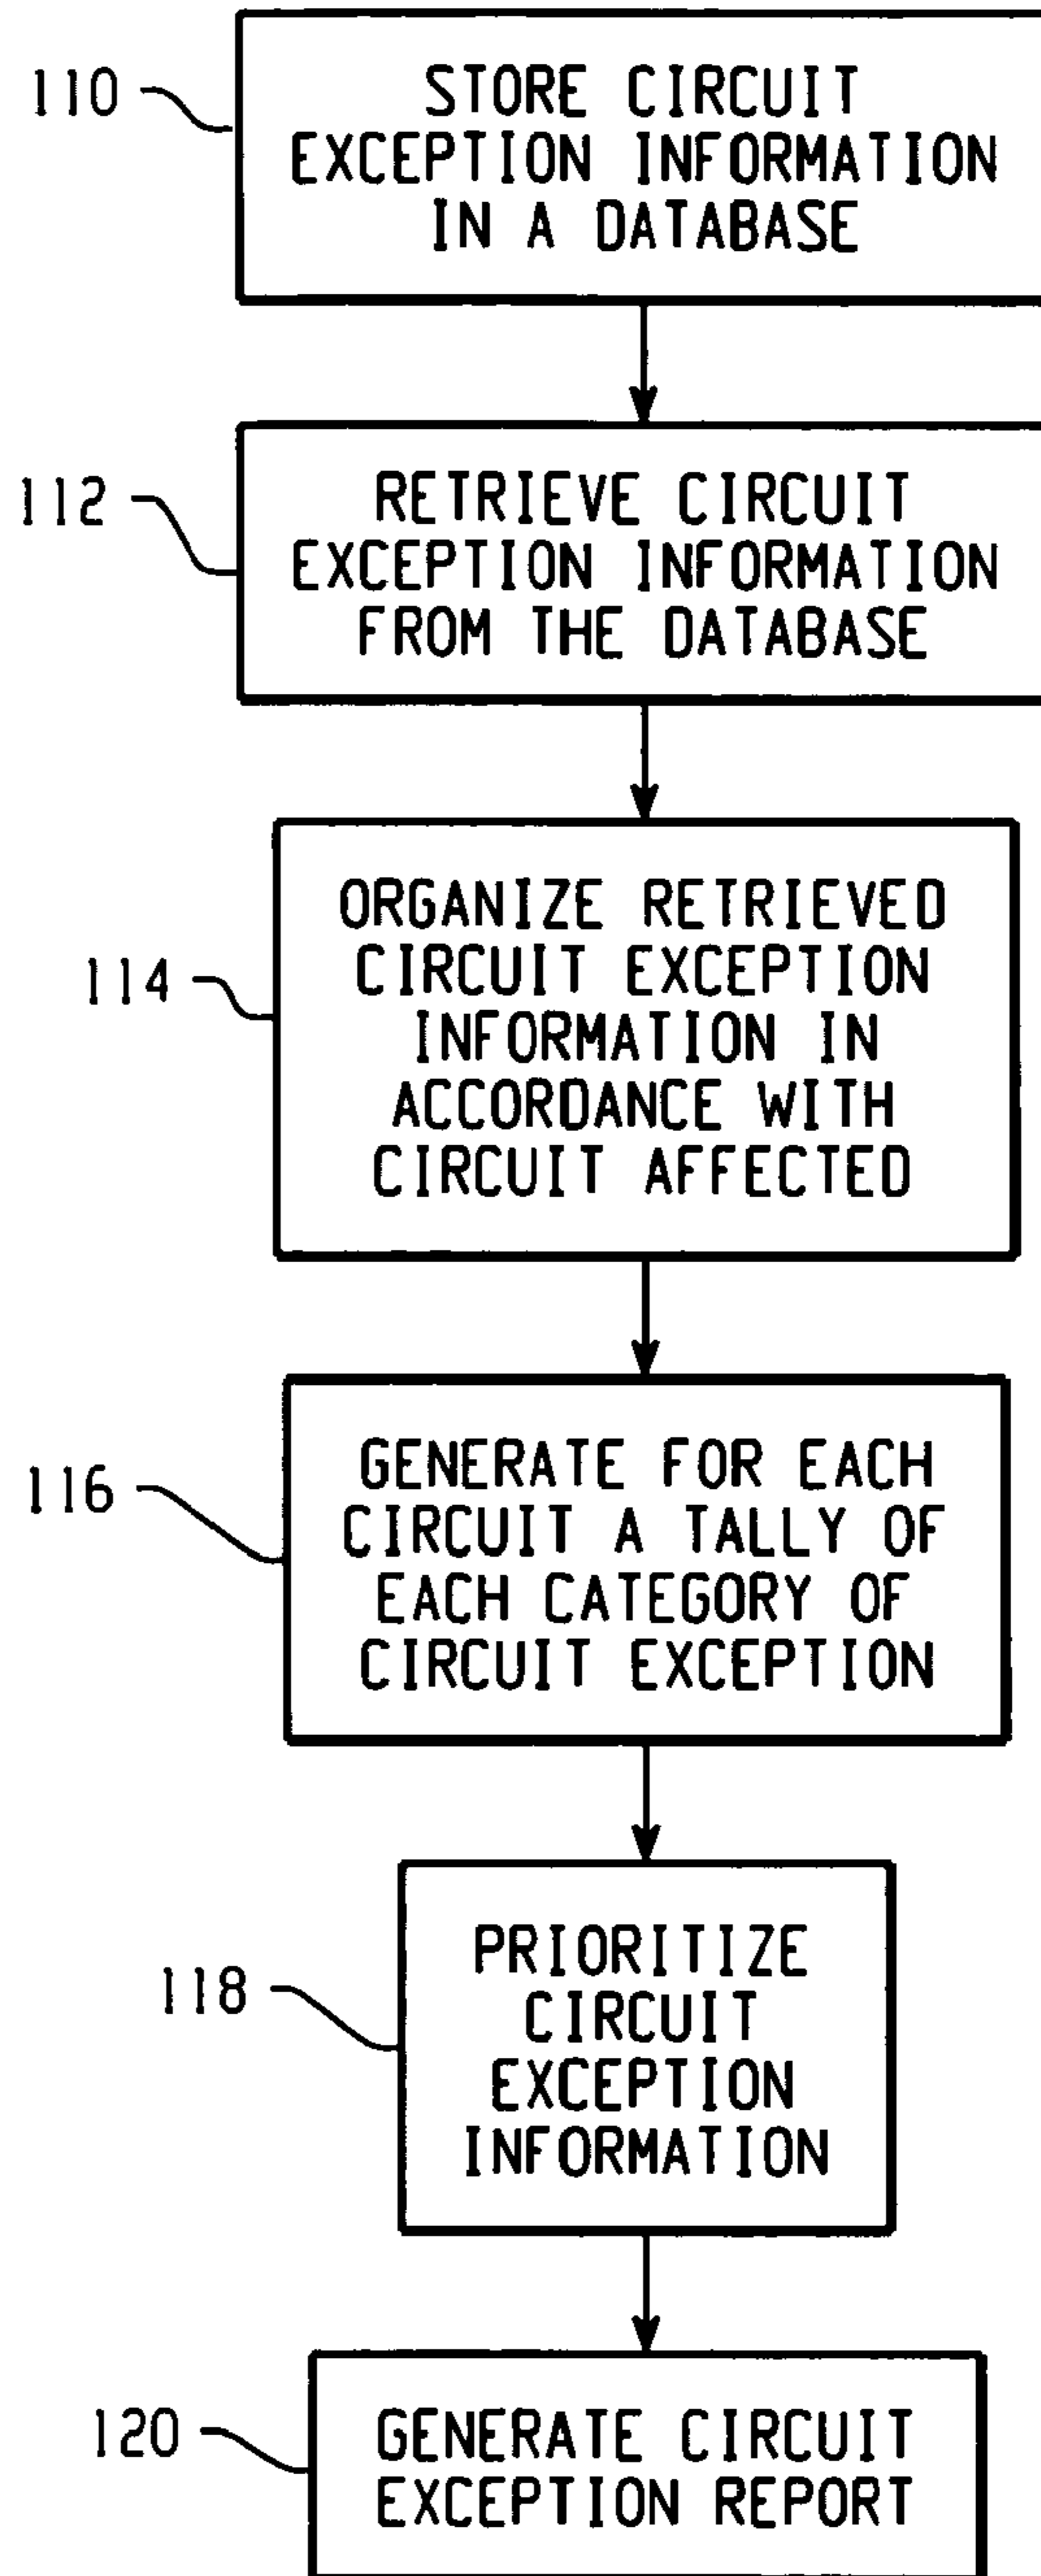 110
STORE CIRCUIT
EXCEPTION INFORMATION
IN A DATABASE
112
RETRIEVE CIRCUIT
EXCEPTION INFORMATION
FROM THE DATABASE
114
ORGANIZE RETRIEVED
CIRCUIT EXCEPTION
INFORMATION IN
ACCORDANCE WITH
CIRCUIT AFFECTED
116
GENERATE FOR EACH
CIRCUIT A TALLY OF
EACH CATEGORY OF
CIRCUIT EXCEPTION
118
PRIORITIZE
CIRCUIT
EXCEPTION
INFORMATION
120
GENERATE CIRCUIT
EXCEPTION REPORT